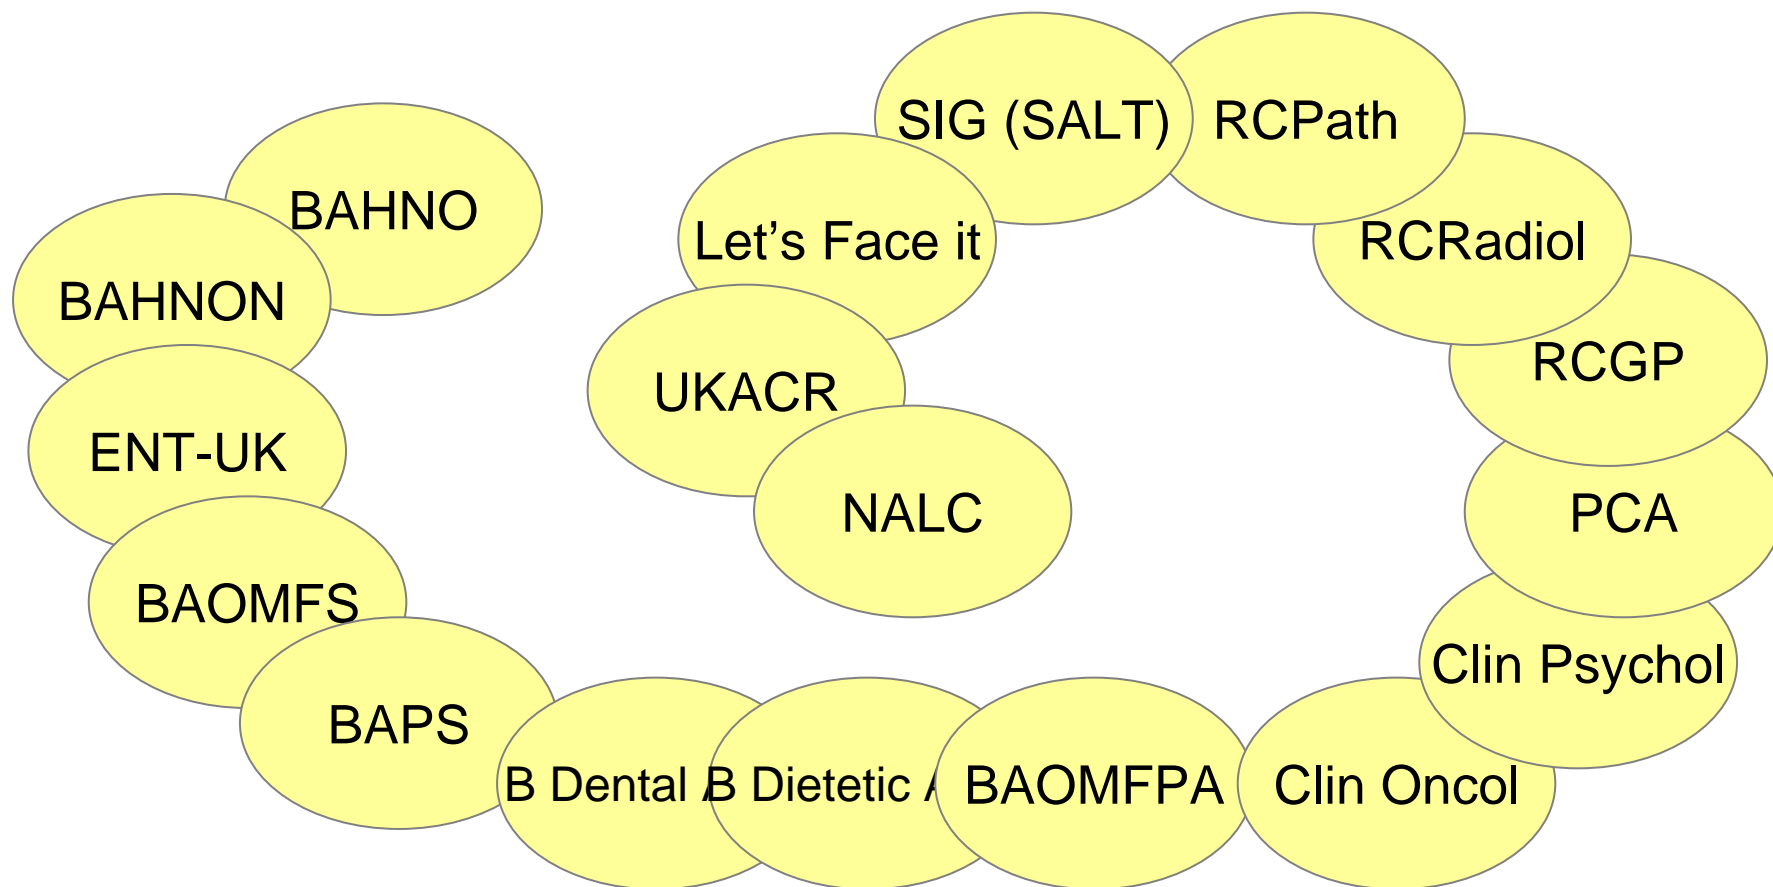 BAHNO
BAHNON
ENT-UK
BAOMFS
BAPS
B Dental A
B Dietetic A
BAOMFPA
Clin Oncol
Clin Psychol
PCA
RCGP
RCRadiol
RCPath
SIG (SALT)
Let’s Face it
UKACR
NALC